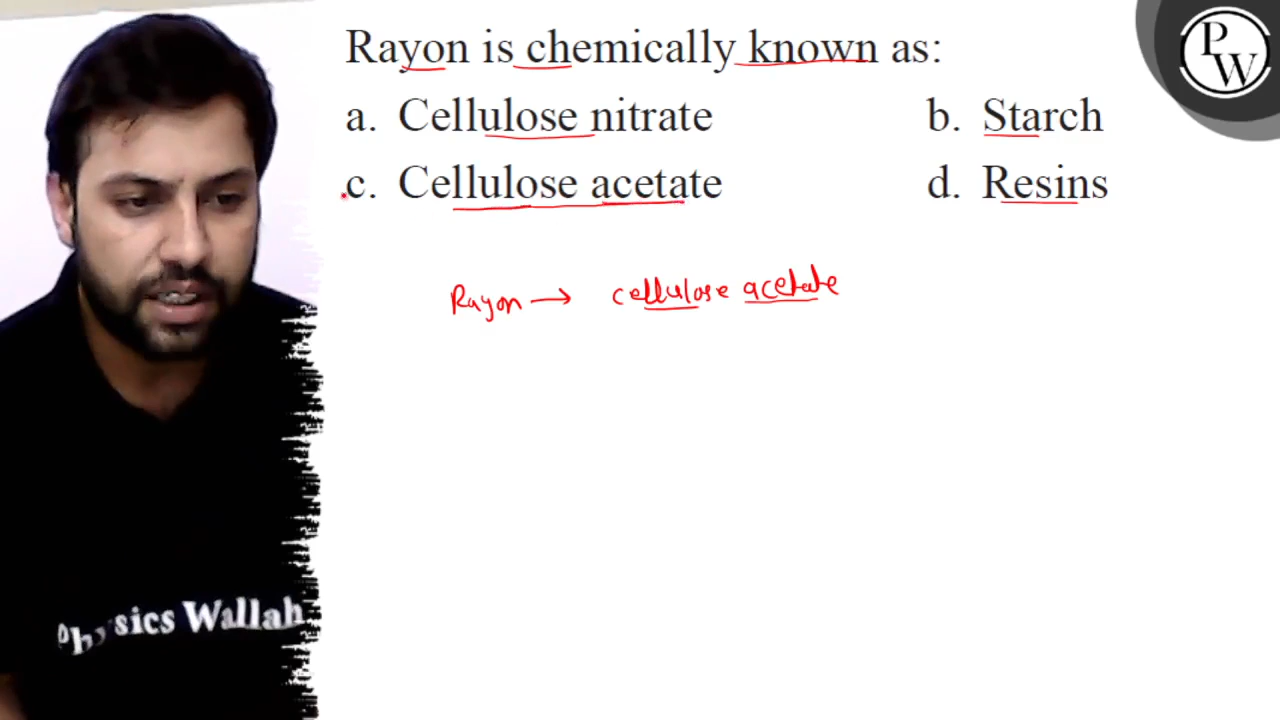 Rayon is chemically known as:
a. Cellulose nitrate
b. Starch
c. Cellulose acetate
d. Resins
Rayon → cellulose acetate
PW
Physics Wallah